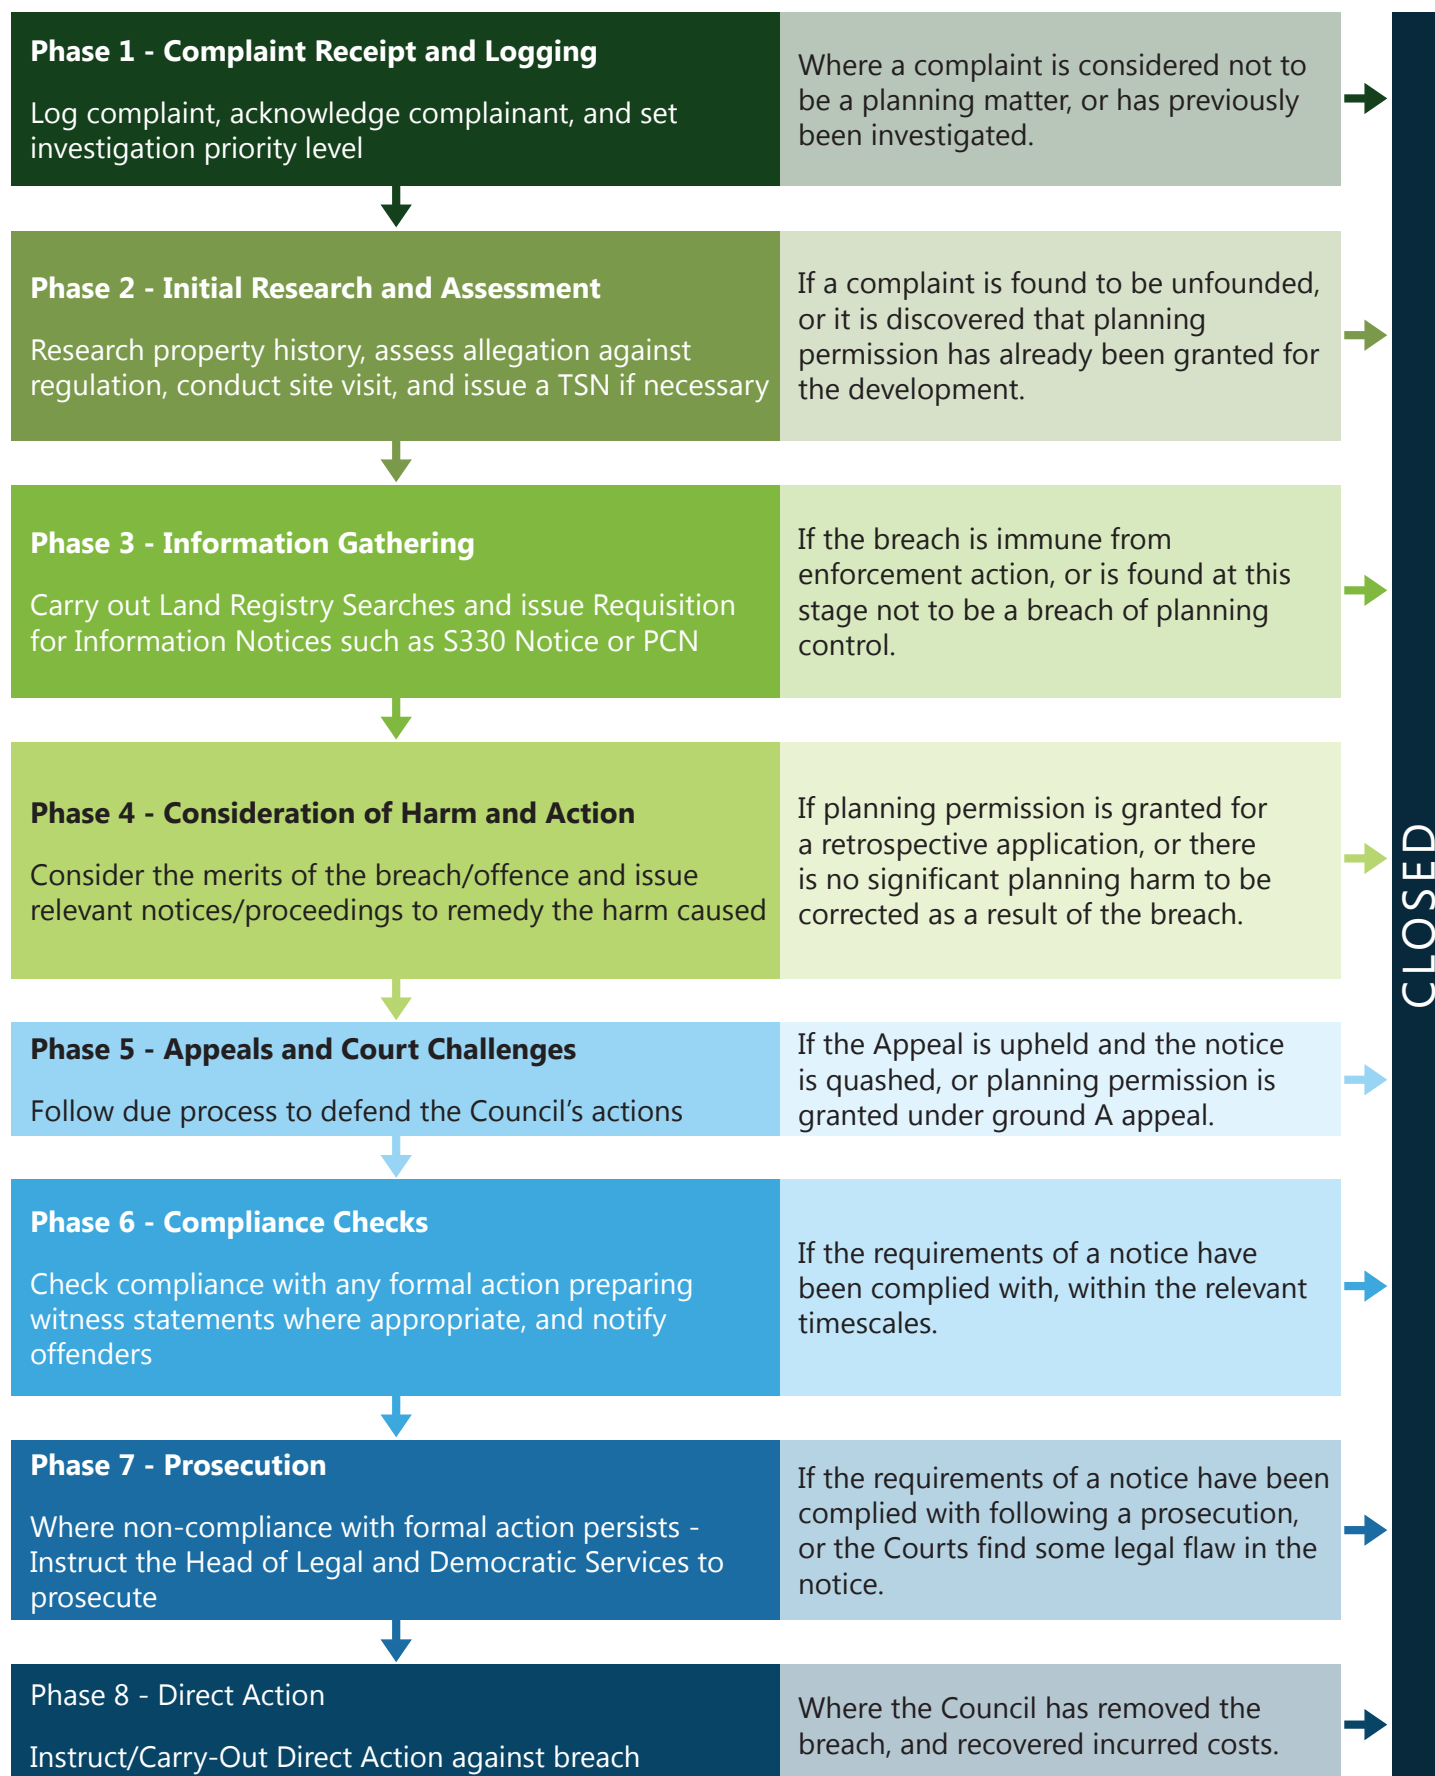 Phase 1 - Complaint Receipt and Logging
Log complaint, acknowledge complainant, and set
investigation priority level
Where a complaint is considered not to
be a planning matter, or has previously
been investigated.
Phase 2 - Initial Research and Assessment
Research property history, assess allegation against
regulation, conduct site visit, and issue a TSN if necessary
If a complaint is found to be unfounded,
or it is discovered that planning
permission has already been granted for
the development.
Phase 3 - Information Gathering
Carry out Land Registry Searches and issue Requisition
for Information Notices such as S330 Notice or PCN
If the breach is immune from
enforcement action, or is found at this
stage not to be a breach of planning
control.
Phase 4 - Consideration of Harm and Action
Consider the merits of the breach/offence and issue
relevant notices/proceedings to remedy the harm caused
If planning permission is granted for
a retrospective application, or there
is no significant planning harm to be
corrected as a result of the breach.
Phase 5 - Appeals and Court Challenges
Follow due process to defend the Council's actions
If the Appeal is upheld and the notice
is quashed, or planning permission is
granted under ground A appeal.
Phase 6 - Compliance Checks
Check compliance with any formal action preparing
witness statements where appropriate, and notify
offenders
If the requirements of a notice have
been complied with, within the relevant
timescales.
Phase 7 - Prosecution
Where non-compliance with formal action persists -
Instruct the Head of Legal and Democratic Services to
prosecute
If the requirements of a notice have been
complied with following a prosecution,
or the Courts find some legal flaw in the
notice.
Phase 8 - Direct Action
Instruct/Carry-Out Direct Action against breach
Where the Council has removed the
breach, and recovered incurred costs.
CLOSED